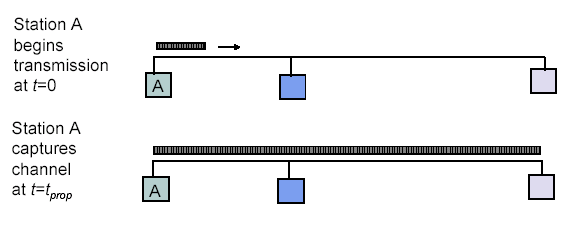 Station A
begins
transmission
at t=0
A
Station A
captures
channel
at t=tprop
A